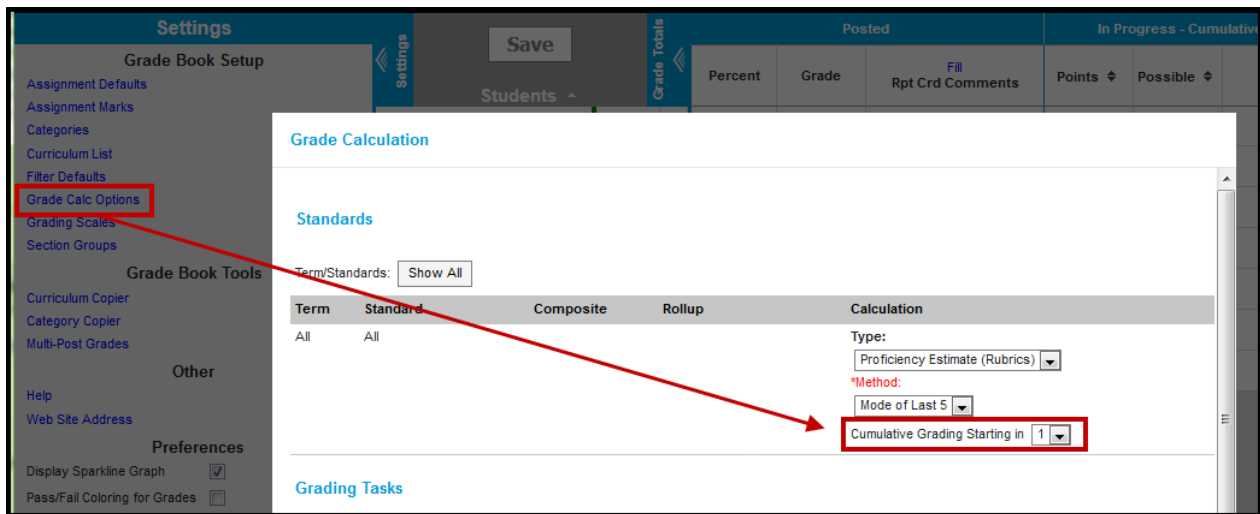 Settings
Grade Book Setup
Assignment Defaults
Assignment Marks
Categories
Curriculum List
Filter Defaults
Grade Calc Options
Grading Scales
Section Groups
Grade Book Tools
Curriculum Copier
Category Copier
Multi-Post Grades
Other
Help
Web Site Address
Preferences
Display Sparkline Graph
Pass/Fail Coloring for Grades
Settings
Save
Students
Grade Totals
Posted
In Progress - Cumulative
Percent
Grade
Fill
Rpt Crd Comments
Points
Possible
Grade Calculation
Standards
Term/Standards: Show All
Term Standard Composite Rollup Calculation
All All
Type:
Proficiency Estimate (Rubrics)
*Method:
Mode of Last 5
Cumulative Grading Starting in 1
Grading Tasks